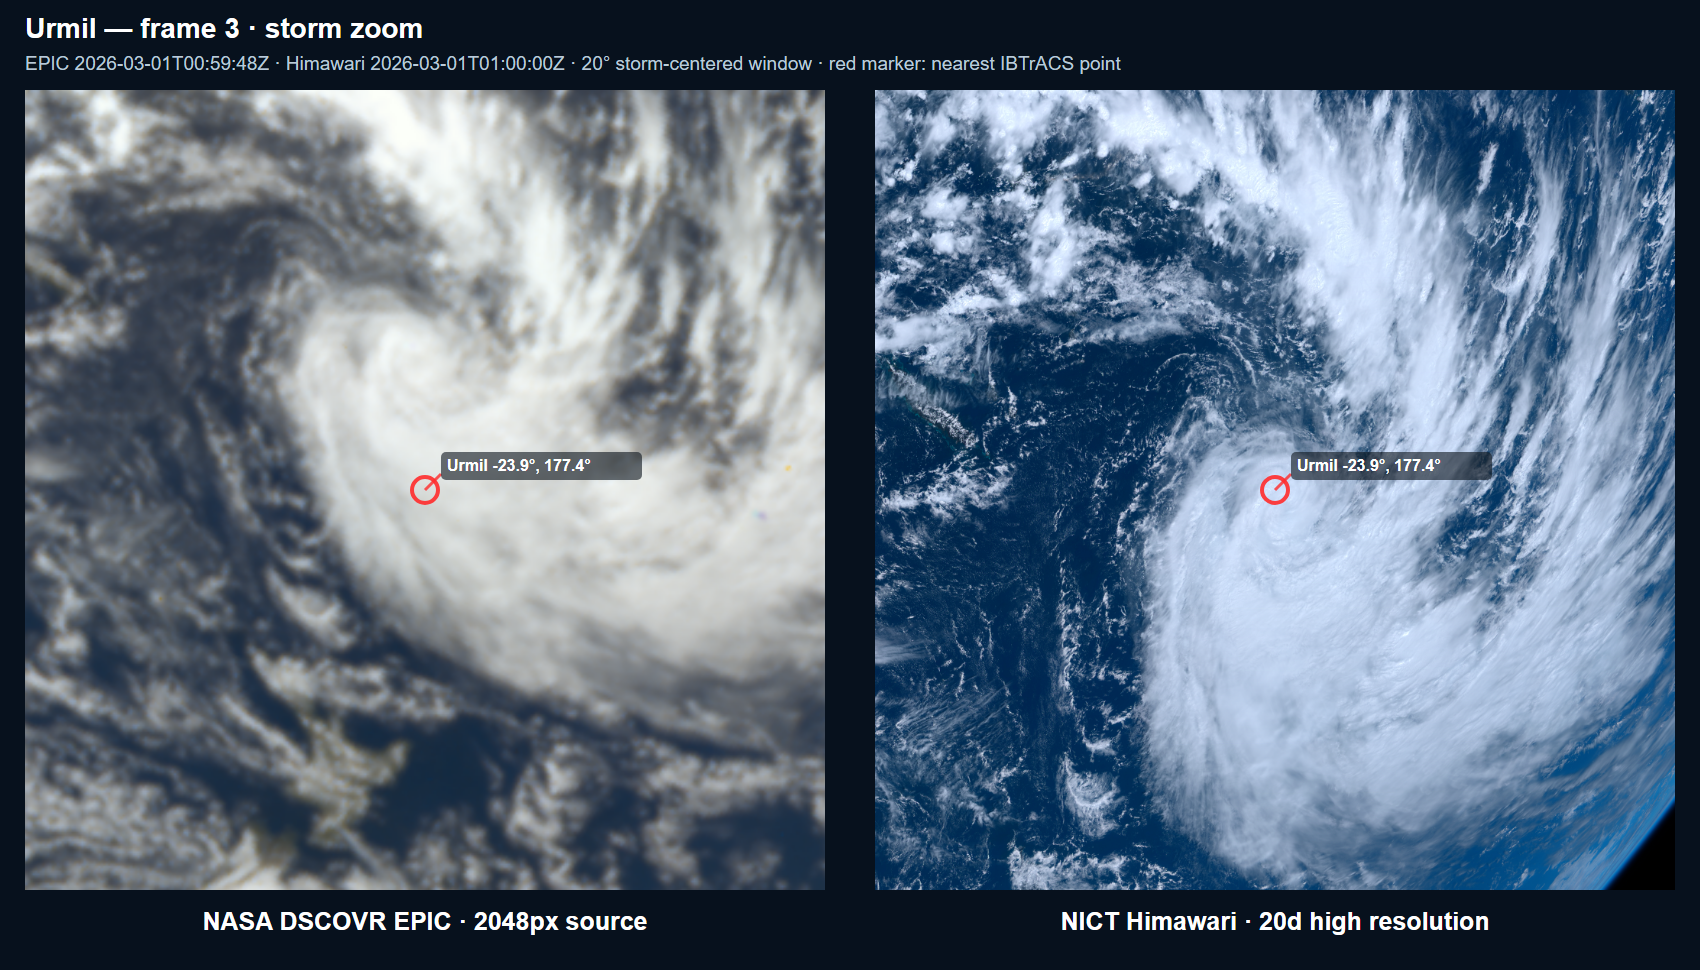 Urmil — frame 3 · storm zoom
EPIC 2026-03-01T00:59:48Z · Himawari 2026-03-01T01:00:00Z · 20° storm-centered window · red marker: nearest IBTrACS point
Urmil -23.9°, 177.4°
Urmil -23.9°, 177.4°
NASA DSCOVR EPIC · 2048px source
NICT Himawari · 20d high resolution